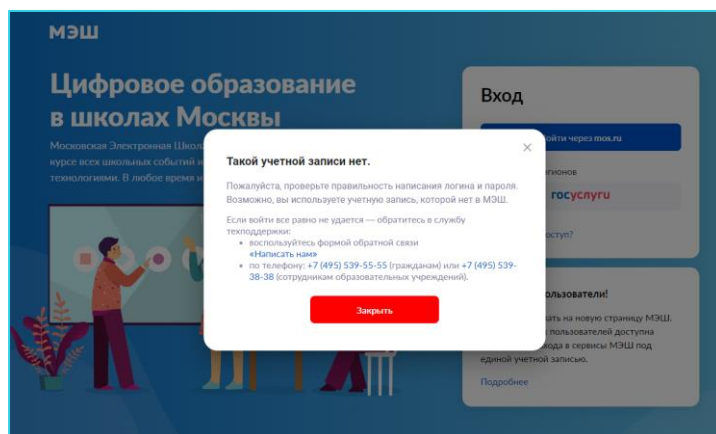 МЭШ
Цифровое образование
в школах Москвы
Московская Электронная Школ
курсе всех школьных событий и
технологиями. В любое время и
Вход
ойти через mos.ru
гионов
госуслуги
оступ?
Такой учетной записи нет.
Пожалуйста, проверьте правильность написания логина и пароля.
Возможно, вы используете учетную запись, которой нет в МЭШ.
Если войти все равно не удается — обратитесь в службу
техподдержки:
• воспользуйтесь формой обратной связи
«Написать нам»
• по телефону: +7 (495) 539-55-55 (гражданам) или +7 (495) 539-
38-38 (сотрудникам образовательных учреждений).
Закрыть
ользователи!
ать на новую страницу МЭШ.
пользователей доступна
ода в сервисы МЭШ под
единой учетной записью.
Подробнее